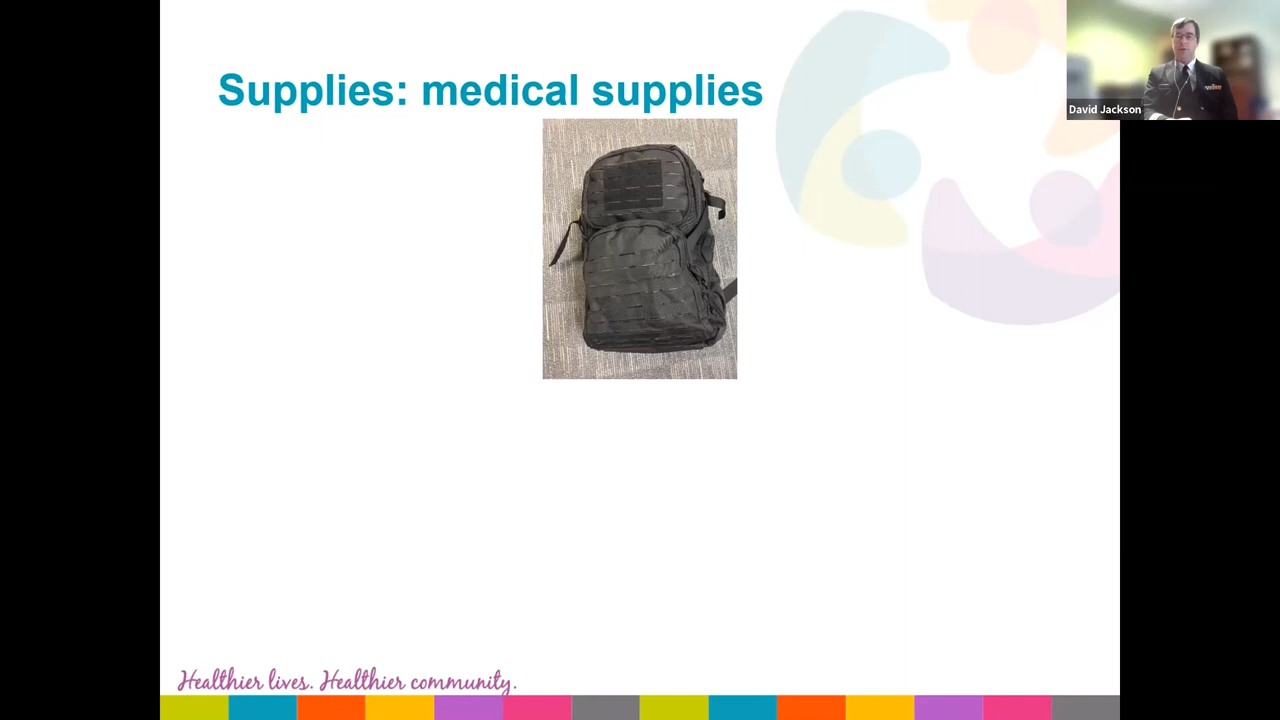 Supplies: medical supplies
David Jackson
Healthier lives. Healthier community.